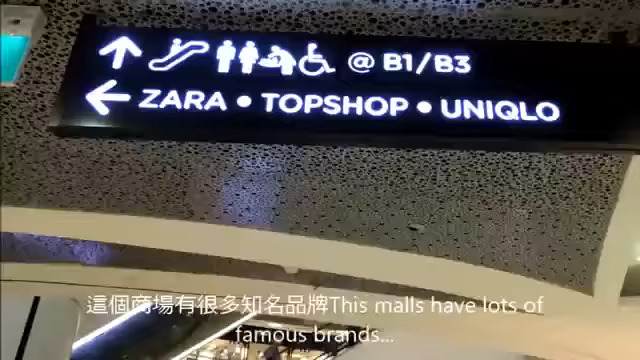 @ B1/B3
ZARA • TOPSHOP • UNIQLO
這個商場有很多知名品牌This malls have lots of
famous brands...